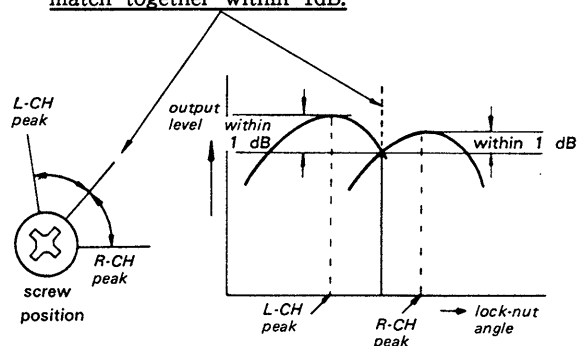 match together within 1dB.
L-CH
peak
R-CH
peak
screw
position
output
level
within
1 dB
within 1 dB
L-CH
peak
R-CH
peak
lock-nut
angle